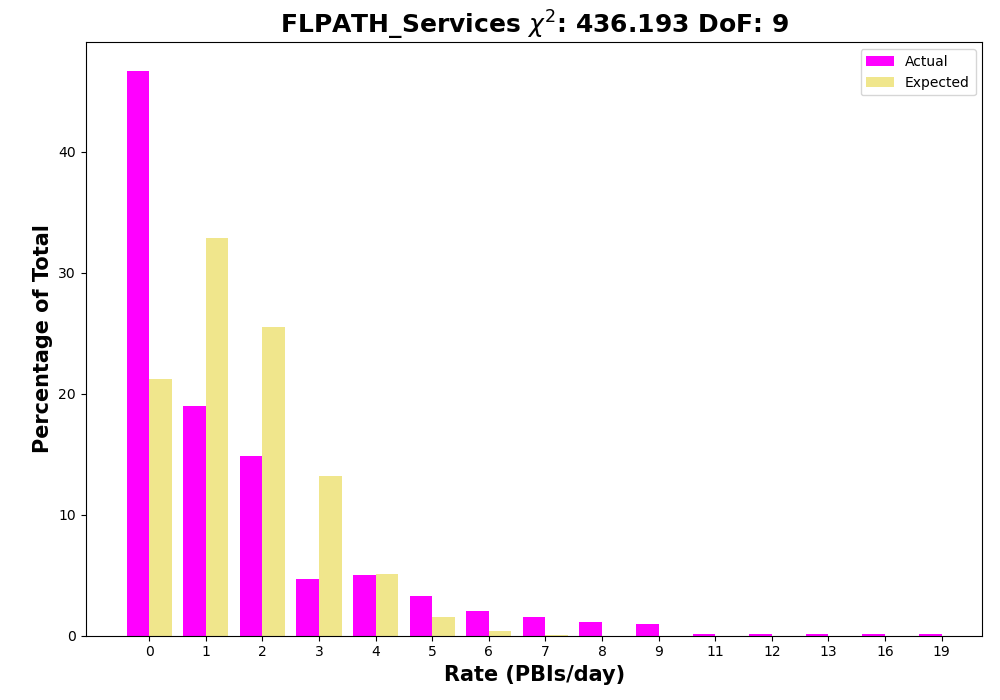 FLPATH_Services χ²: 436.193 DoF: 9
Actual
Expected
Percentage of Total
40
30
20
10
0
0 1 2 3 4 5 6 7 8 9 11 12 13 16 19
Rate (PBIs/day)